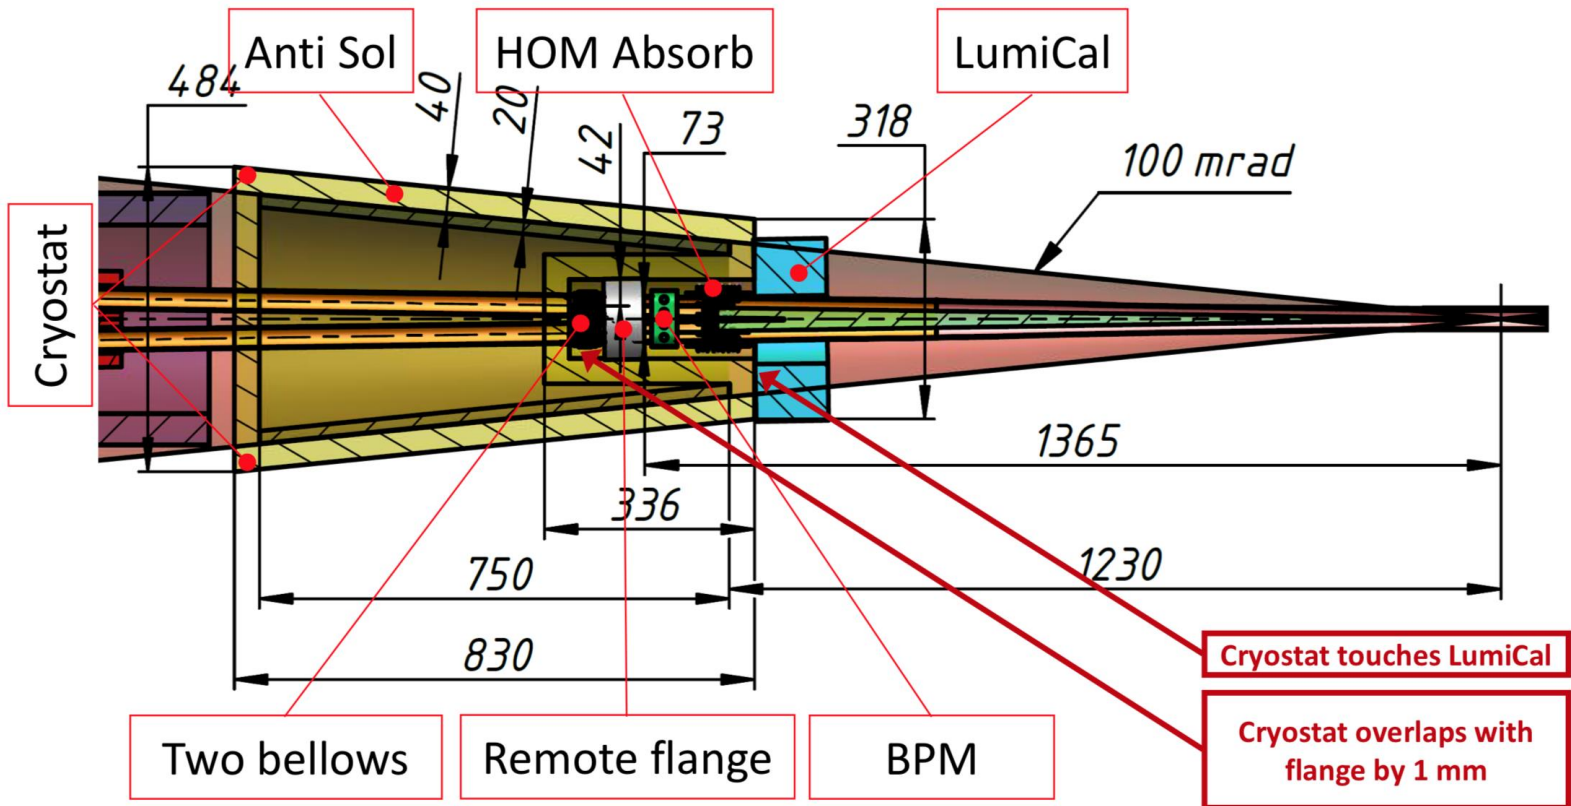 Anti Sol
HOM Absorb
LumiCal
484
40
20
42
73
318
100 mrad
Cryostat
1365
336
750
1230
830
Cryostat touches LumiCal
Two bellows
Remote flange
BPM
Cryostat overlaps with
flange by 1 mm